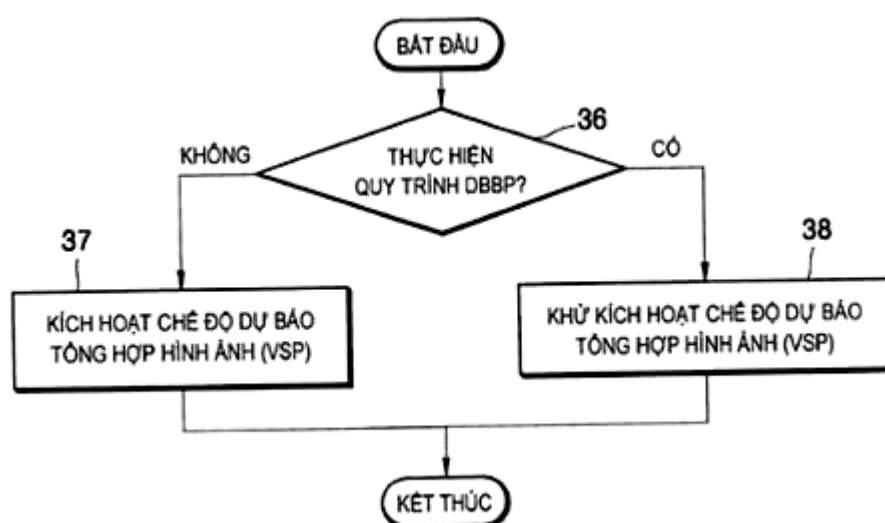 BẮT ĐẦU
36
KHÔNG
THỰC HIỆN
CÓ
QUY TRÌNH DBBP?
37
38
KÍCH HOẠT CHẾ ĐỘ DỰ BÁO
TỔNG HỢP HÌNH ẢNH (VSP)
KHỬ KÍCH HOẠT CHẾ ĐỘ DỰ BÁO
TỔNG HỢP HÌNH ẢNH (VSP)
KẾT THÚC